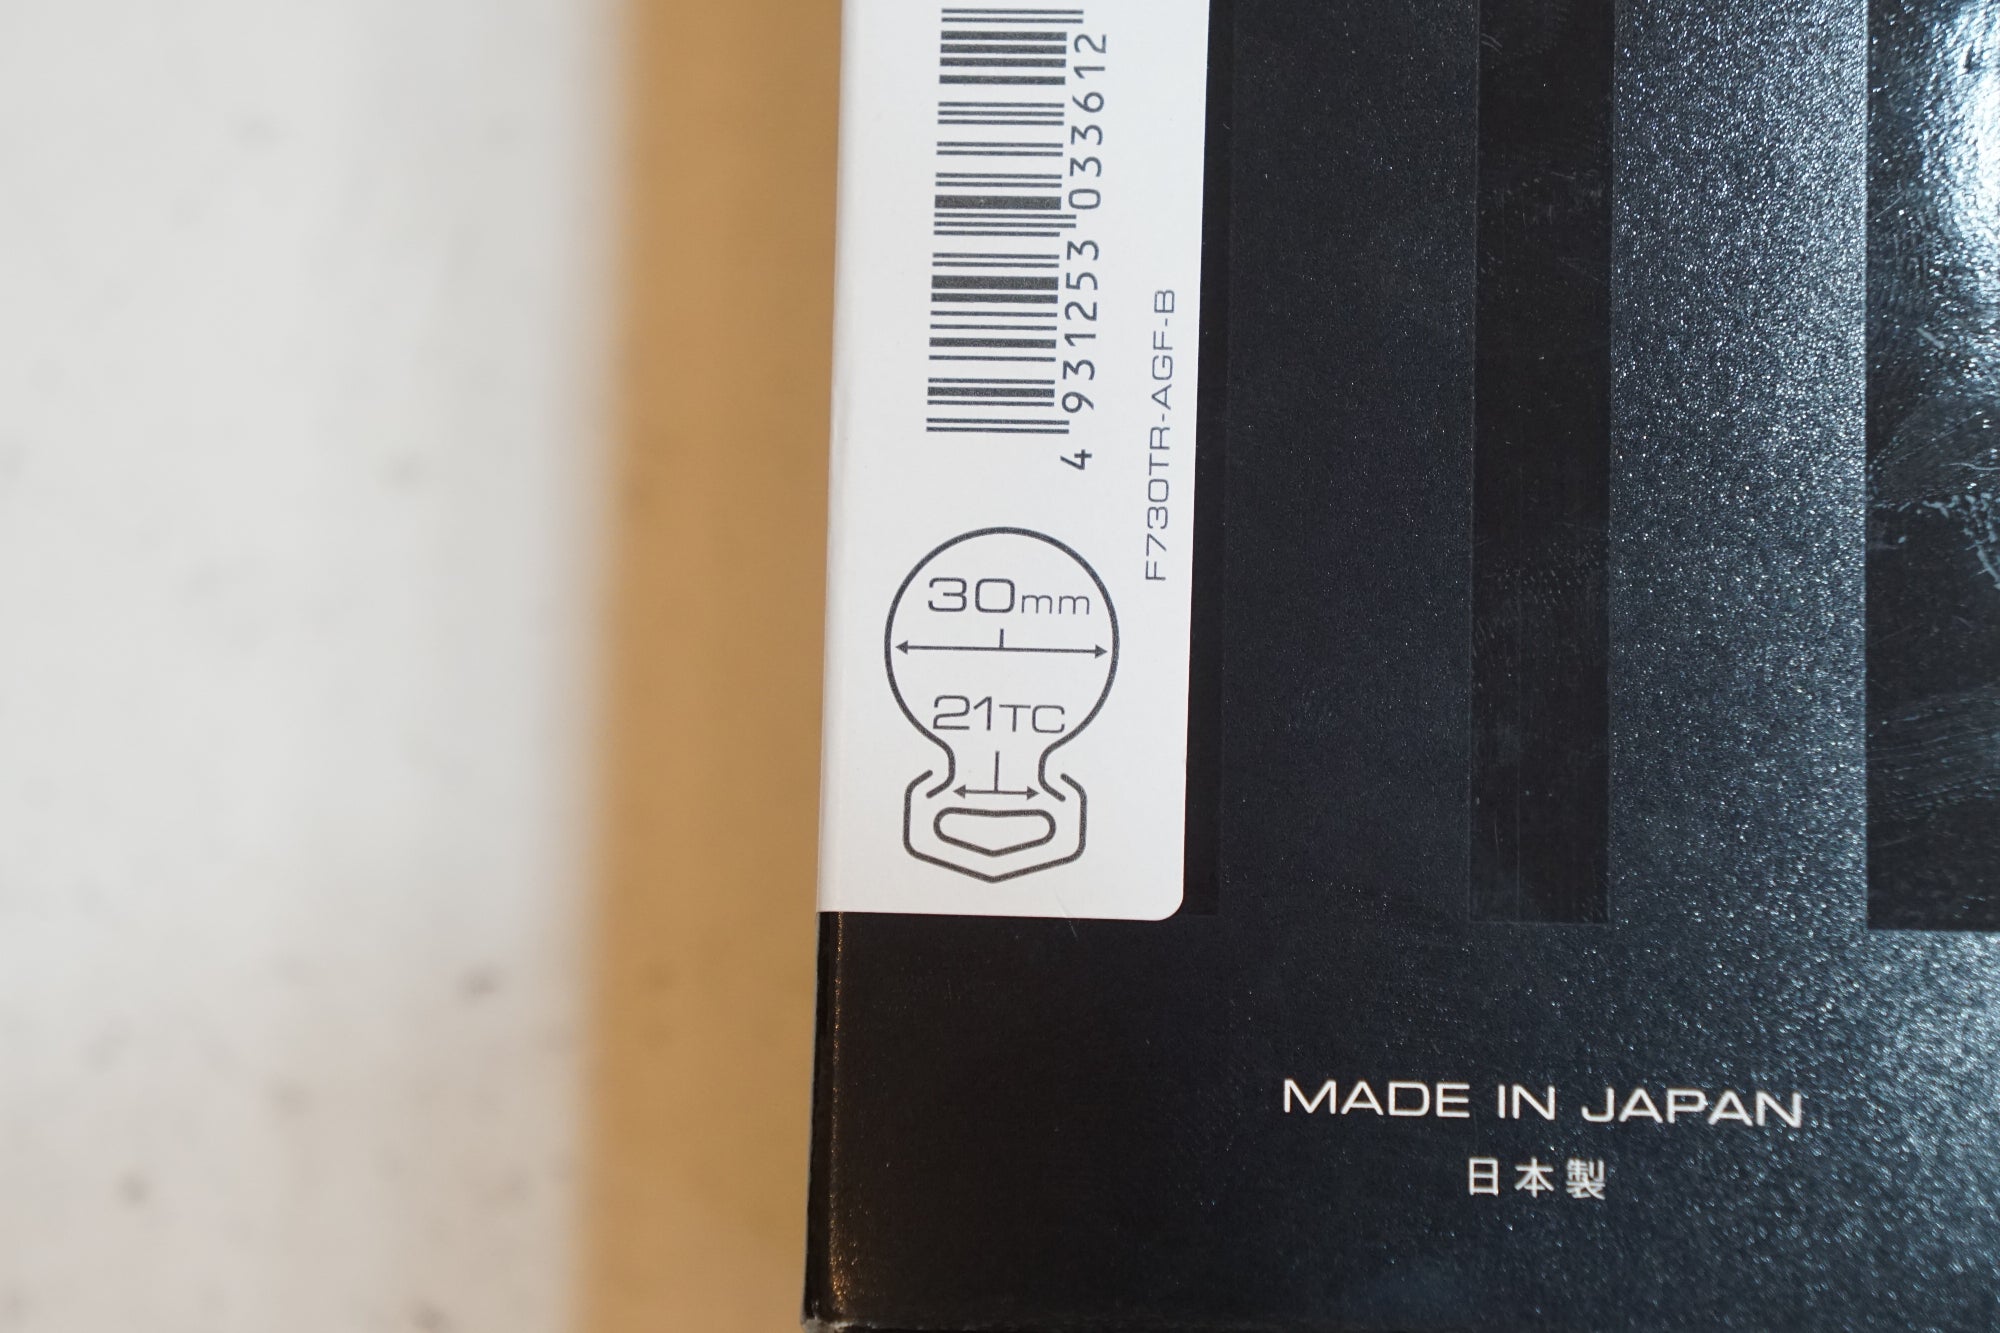 4 931253 033612
F730TR-AGF-B
30mm
21TC
MADE IN JAPAN
日本製